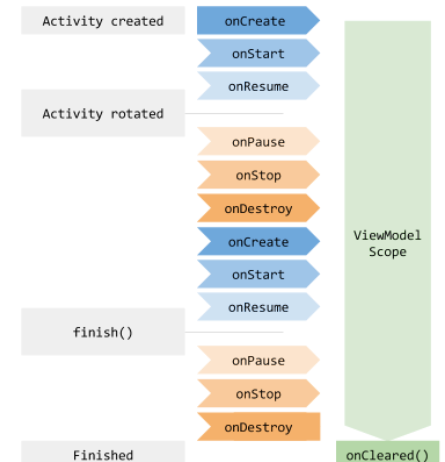 Activity created
onCreate
onStart
onResume
Activity rotated
onPause
onStop
onDestroy
onCreate
ViewModel
Scope
onStart
onResume
finish()
onPause
onStop
onDestroy
Finished
onCleared()